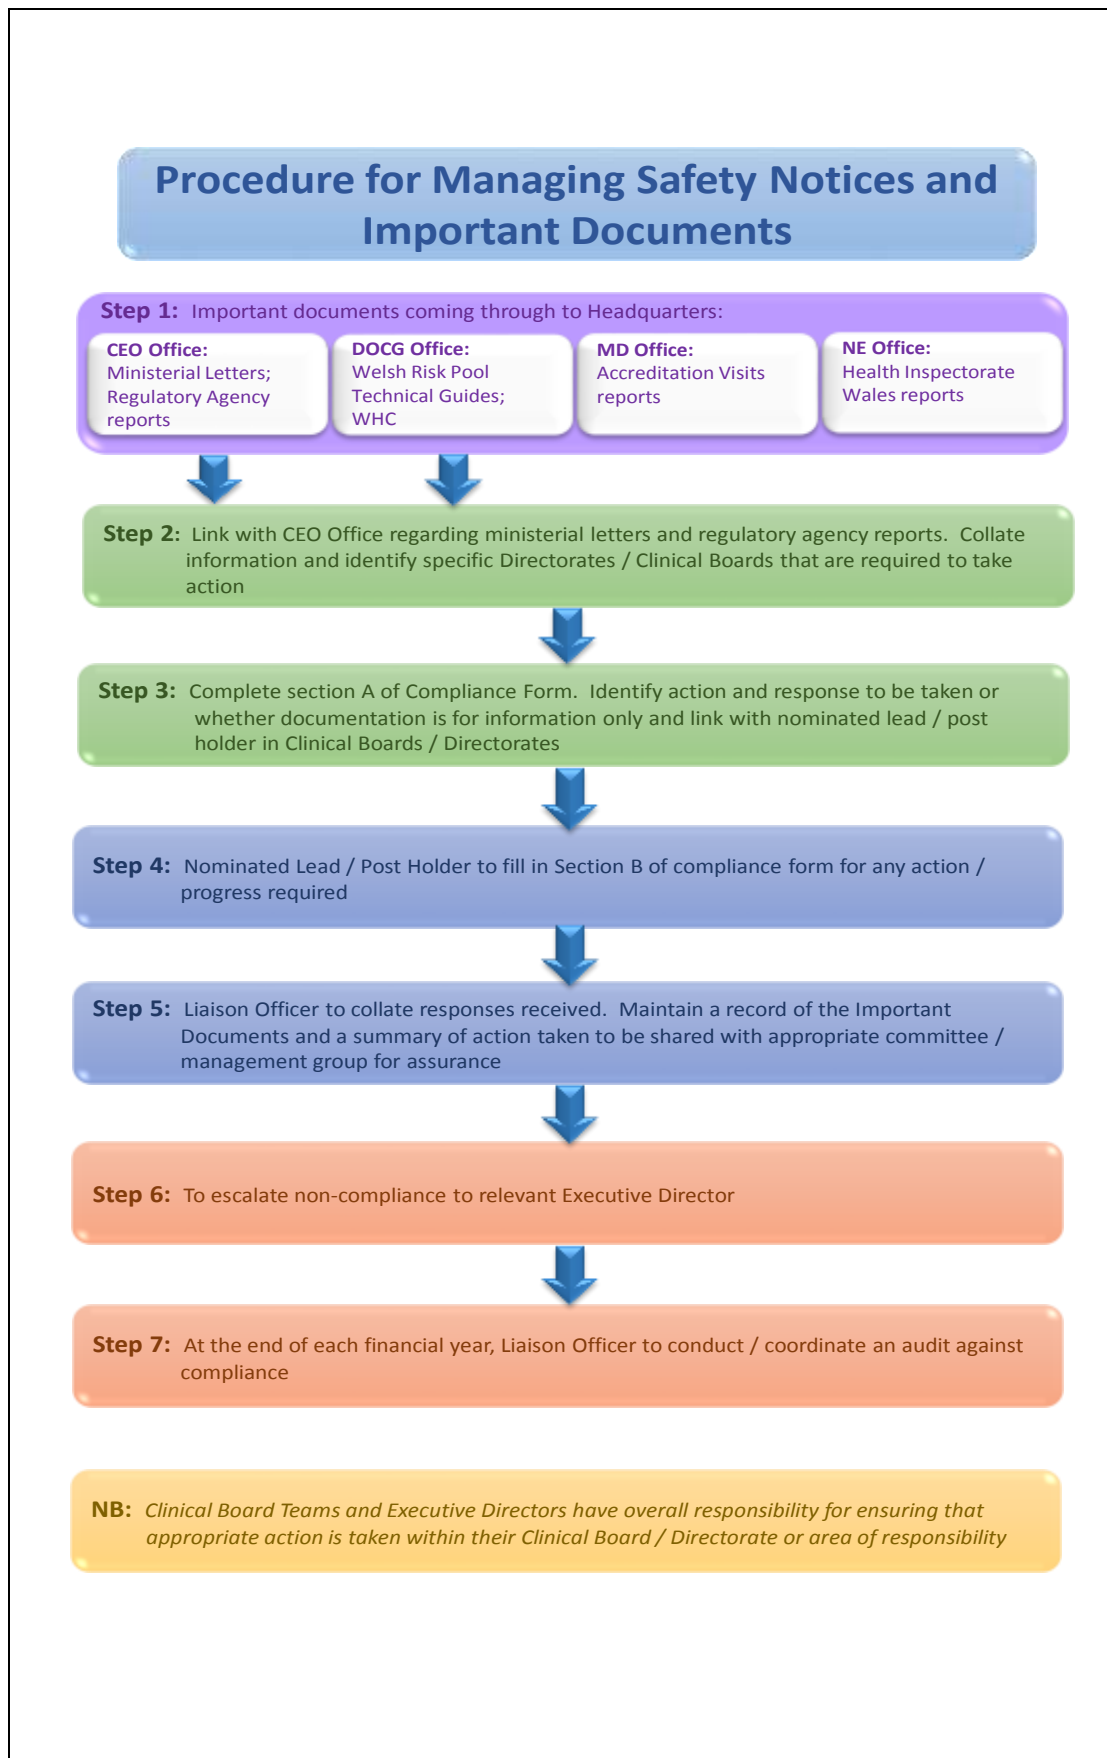 Procedure for Managing Safety Notices and
Important Documents
Step 1: Important documents coming through to Headquarters:
CEO Office:
Ministerial Letters;
Regulatory Agency
reports
DOCG Office:
Welsh Risk Pool
Technical Guides;
WHC
MD Office:
Accreditation Visits
reports
NE Office:
Health Inspectorate
Wales reports
Step 2: Link with CEO Office regarding ministerial letters and regulatory agency reports. Collate
information and identify specific Directorates / Clinical Boards that are required to take
action
Step 3: Complete section A of Compliance Form. Identify action and response to be taken or
whether documentation is for information only and link with nominated lead / post
holder in Clinical Boards / Directorates
Step 4: Nominated Lead / Post Holder to fill in Section B of compliance form for any action /
progress required
Step 5: Liaison Officer to collate responses received. Maintain a record of the Important
Documents and a summary of action taken to be shared with appropriate committee /
management group for assurance
Step 6: To escalate non-compliance to relevant Executive Director
Step 7: At the end of each financial year, Liaison Officer to conduct / coordinate an audit against
compliance
NB: Clinical Board Teams and Executive Directors have overall responsibility for ensuring that
appropriate action is taken within their Clinical Board / Directorate or area of responsibility